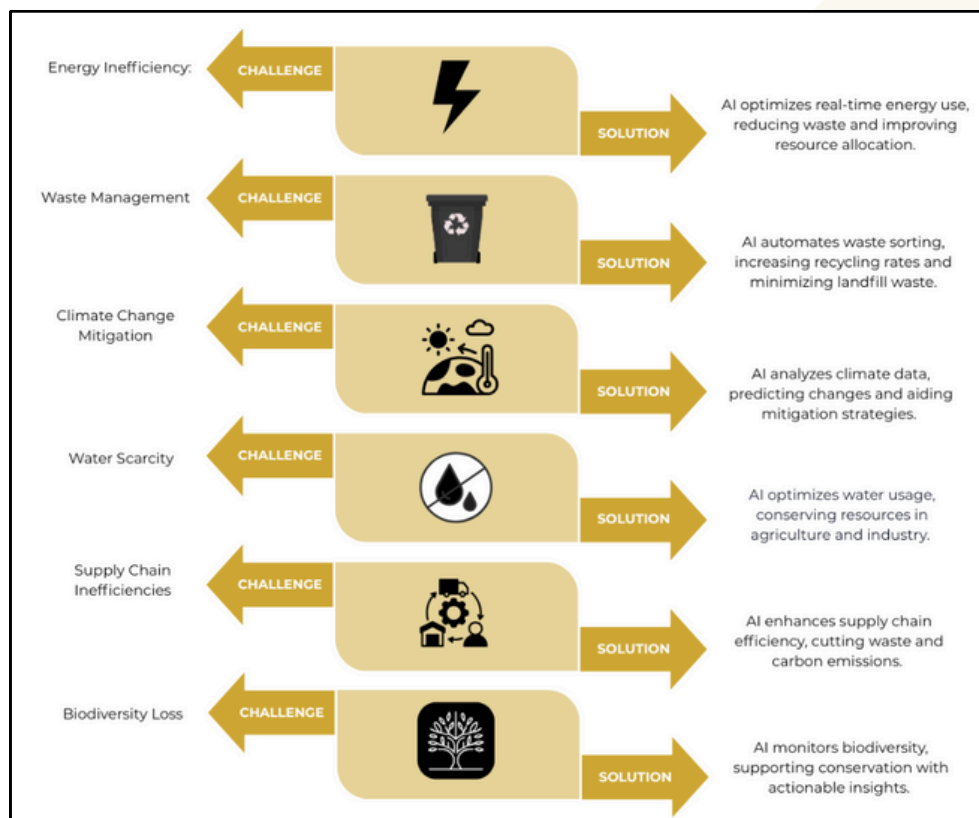 Energy Inefficiency:
CHALLENGE
SOLUTION
AI optimizes real-time energy use,
reducing waste and improving
resource allocation.
Waste Management
CHALLENGE
SOLUTION
AI automates waste sorting,
increasing recycling rates and
minimizing landfill waste.
Climate Change
Mitigation
CHALLENGE
SOLUTION
AI analyzes climate data,
predicting changes and aiding
mitigation strategies.
Water Scarcity
CHALLENGE
SOLUTION
AI optimizes water usage,
conserving resources in
agriculture and industry.
Supply Chain
Inefficiencies
CHALLENGE
SOLUTION
AI enhances supply chain
efficiency, cutting waste and
carbon emissions.
Biodiversity Loss
CHALLENGE
SOLUTION
AI monitors biodiversity,
supporting conservation with
actionable insights.